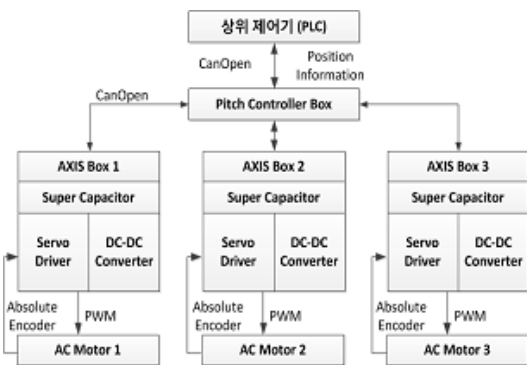 상위 제어기 (PLC)
CanOpen
Position
Information
CanOpen
Pitch Controller Box
AXIS Box 1
Super Capacitor
Servo
Driver
DC-DC
Converter
Absolute
Encoder
PWM
AC Motor 1
AXIS Box 2
Super Capacitor
Servo
Driver
DC-DC
Converter
Absolute
Encoder
PWM
AC Motor 2
AXIS Box 3
Super Capacitor
Servo
Driver
DC-DC
Converter
Absolute
Encoder
PWM
AC Motor 3